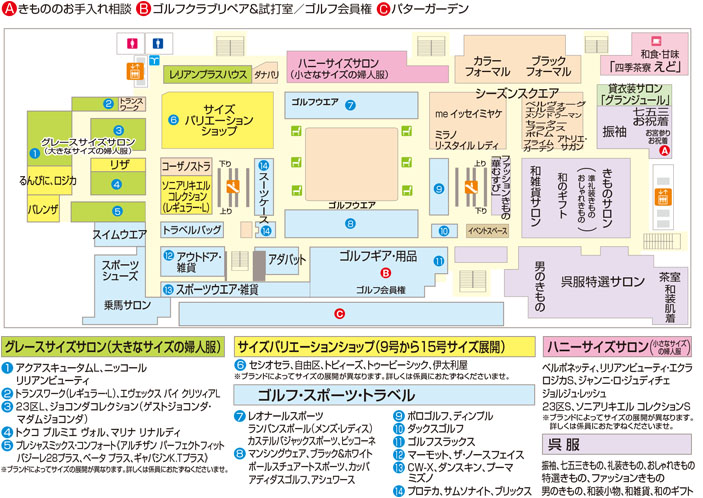 Aきもののお手入れ相談 Bゴルフクラブリペア&試打室/ゴルフ会員権 Cパターガーデン
レリアンプラスハウス
ダナパリ
ハニーサイズサロン
(小さなサイズの婦人服)
カラー
フォーマル
ブラック
フォーマル
和食・甘味
「四季茶寮 えど」
2 トランス
ワーク
3
1 グレースサイズサロン
(大きなサイズの婦人服)
6 サイズ
バリエーション
ショップ
ゴルフウエア 7
シーズンスクエア
me イッセイミヤケ
ミラノ
リ・スタイル レディ
アトリエ・
サガン
貸衣装サロン
「グランジュール」
七五三
お祝着
振袖
お宮参り
お祝着
A
リザ
4
るんぴに、ロジカ
バレンザ
5
コーザノストラ
ソニアリキエル
コレクション
(レギュラー・L)
下り
上り
14
スーツケース
14
ゴルフウエア
8
9
下り
上り
ファッションきもの
「華むすび」
和雑貨サロン
和のギフト
きものサロン
(準礼装きもの
おしゃれきもの)
スイムウエア
トラベルバッグ
10
イベントスペース
スポーツ
シューズ
乗馬サロン
12 アウトドア・
雑貨
アダバット
ゴルフギア・用品 11
B
ゴルフ会員権
13 スポーツウエア・雑貨
男のきもの
呉服特選サロン
茶室
和装肌着
C
グレースサイズサロン(大きなサイズの婦人服)
1 アクアスキュータムL、ニッコール
リリアンビューティ
2 トランスワーク(レギュラー・L)、エヴェックス バイ クリツィアL
3 23区L、ジョコンダコレクション(ゲストジョコンダ・
マダムジョコンダ)
4 トクコ プルミエ ヴォル、マリナ リナルディ
5 プレシャスミックス・コンフォート(アルチザン パーフェクトフィット
バジーレ28プラス、ベータ プラス、ギャバジンK.Tプラス)
※ブランドによってサイズの展開が異なります。詳しくは係員におたずねくださいませ。
サイズバリエーションショップ(9号から15号サイズ展開)
6 セシオセラ、自由区、トビィーズ、トゥービーシック、伊太利屋
※ブランドによってサイズの展開が異なります。詳しくは係員におたずねくださいませ。
ゴルフ・スポーツ・トラベル
7 レオナールスポーツ
ランバンスポール(メンズ・レディス)
カステルバジャックスポーツ、ピッコーネ
8 マンシングウェア、ブラック&ホワイト
ポールスチュアートスポーツ、カッパ
アディダスゴルフ、アシュワース
9 ポロゴルフ、ディンプル
10 ダックスゴルフ
11 ゴルフスラックス
12 マーモット、ザ・ノースフェイス
13 CW-X、ダンスキン、プーマ
ミズノ
14 プロテカ、サムソナイト、ブリックス
ハニーサイズサロン(小さなサイズの婦人服)
ベルポネッティ、リリアンビューティ・エクラ
ロジカS、ジャンニ・ロ・ジュディチェ
ジョルジュ・レッシュ
23区S、ソニアリキエル コレクションS
※ブランドによってサイズの展開が異なります。
詳しくは係員におたずねくださいませ。
呉服
振袖、七五三きもの、礼装きもの、おしゃれきもの
特選きもの、ファッションきもの
男のきもの、和装小物、和雑貨、和のギフト